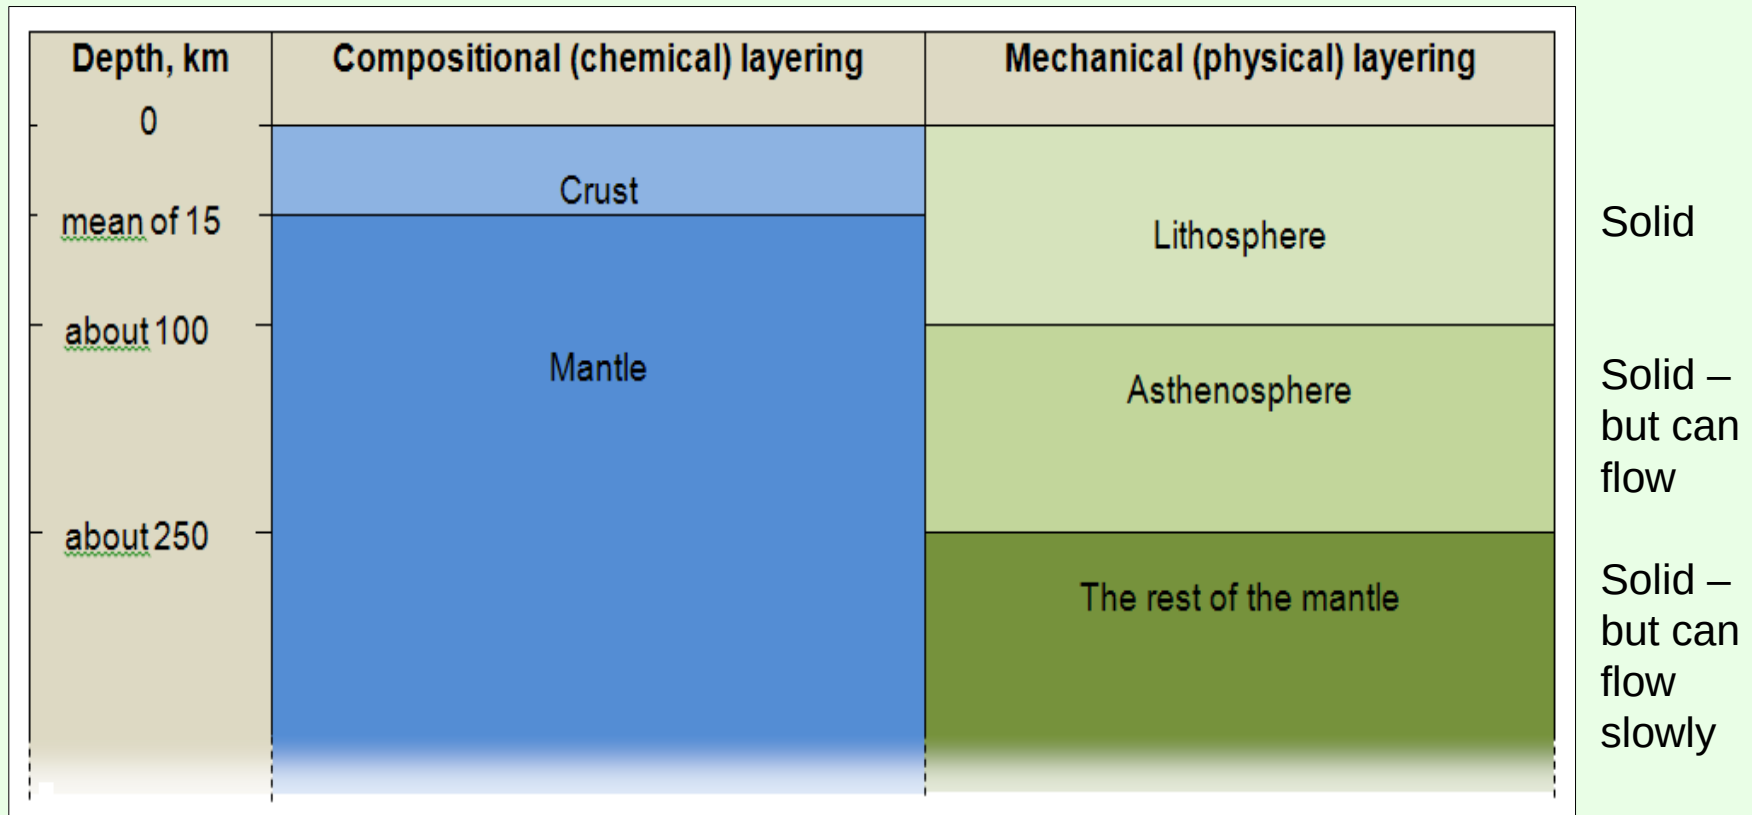 Depth, km
Compositional (chemical) layering
Mechanical (physical) layering
0
Crust
mean of 15
Lithosphere
Solid
about 100
Mantle
Asthenosphere
Solid –
but can
flow
about 250
The rest of the mantle
Solid –
but can
flow
slowly